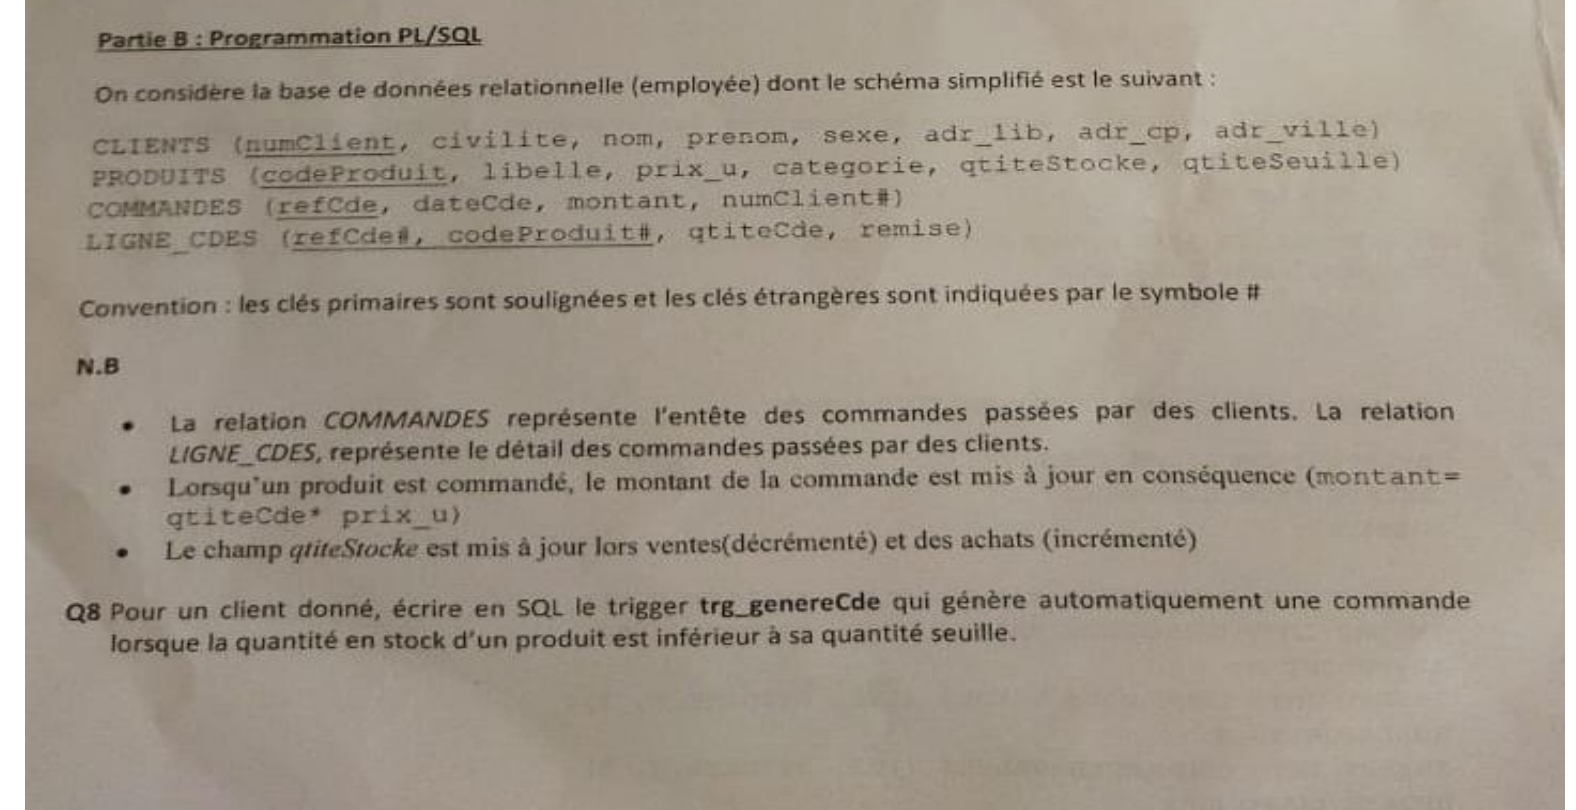 Partie B : Programmation PL/SQL
On considère la base de données relationnelle (employée) dont le schéma simplifié est le suivant :
CLIENTS (numClient, civilite, nom, prenom, sexe, adr_lib, adr_cp, adr_ville)
PRODUITS (codeProduit, libelle, prix_u, categorie, qtiteStocke, qtiteSeuille)
COMMANDES (refCde, dateCde, montant, numClient#)
LIGNE_CDES (refCde#, codeProduit#, qtiteCde, remise)
Convention : les clés primaires sont soulignées et les clés étrangères sont indiquées par le symbole #
N.B
• La relation COMMANDES représente l'entête des commandes passées par des clients. La relation
LIGNE_CDES, représente le détail des commandes passées par des clients.
• Lorsqu'un produit est commandé, le montant de la commande est mis à jour en conséquence (montant=
qtiteCde* prix_u)
• Le champ qtiteStocke est mis à jour lors ventes(décrémenté) et des achats (incrémenté)
Q8 Pour un client donné, écrire en SQL le trigger trg_genereCde qui génère automatiquement une commande
lorsque la quantité en stock d'un produit est inférieur à sa quantité seuille.